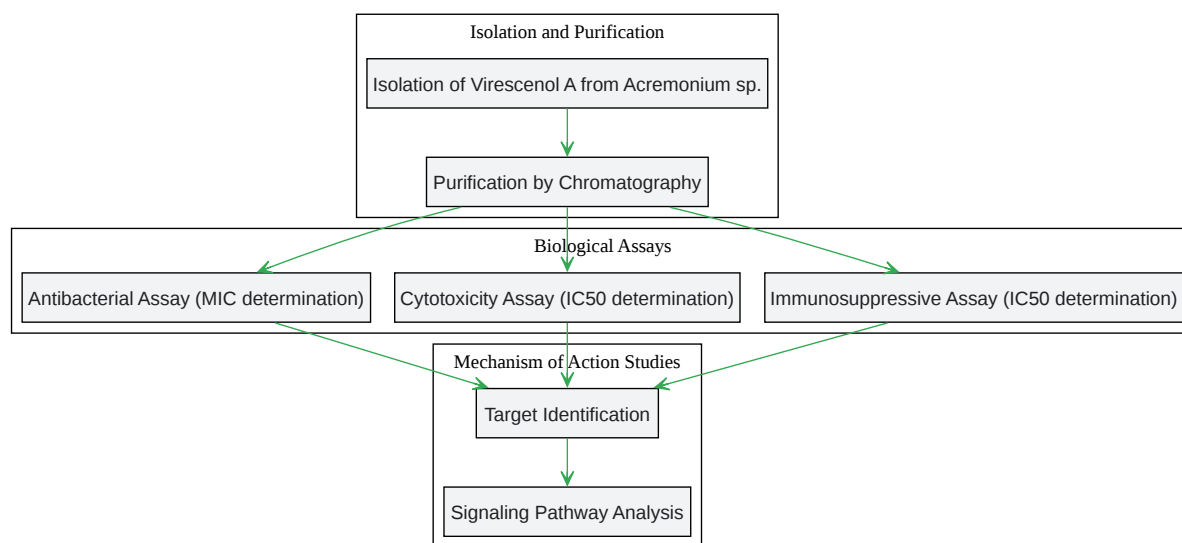 Isolation and Purification
Isolation of Virescenol A from Acremonium sp.
Purification by Chromatography
Biological Assays
Antibacterial Assay (MIC determination)
Cytotoxicity Assay (IC50 determination)
Immunosuppressive Assay (IC50 determination)
Mechanism of Action Studies
Target Identification
Signaling Pathway Analysis